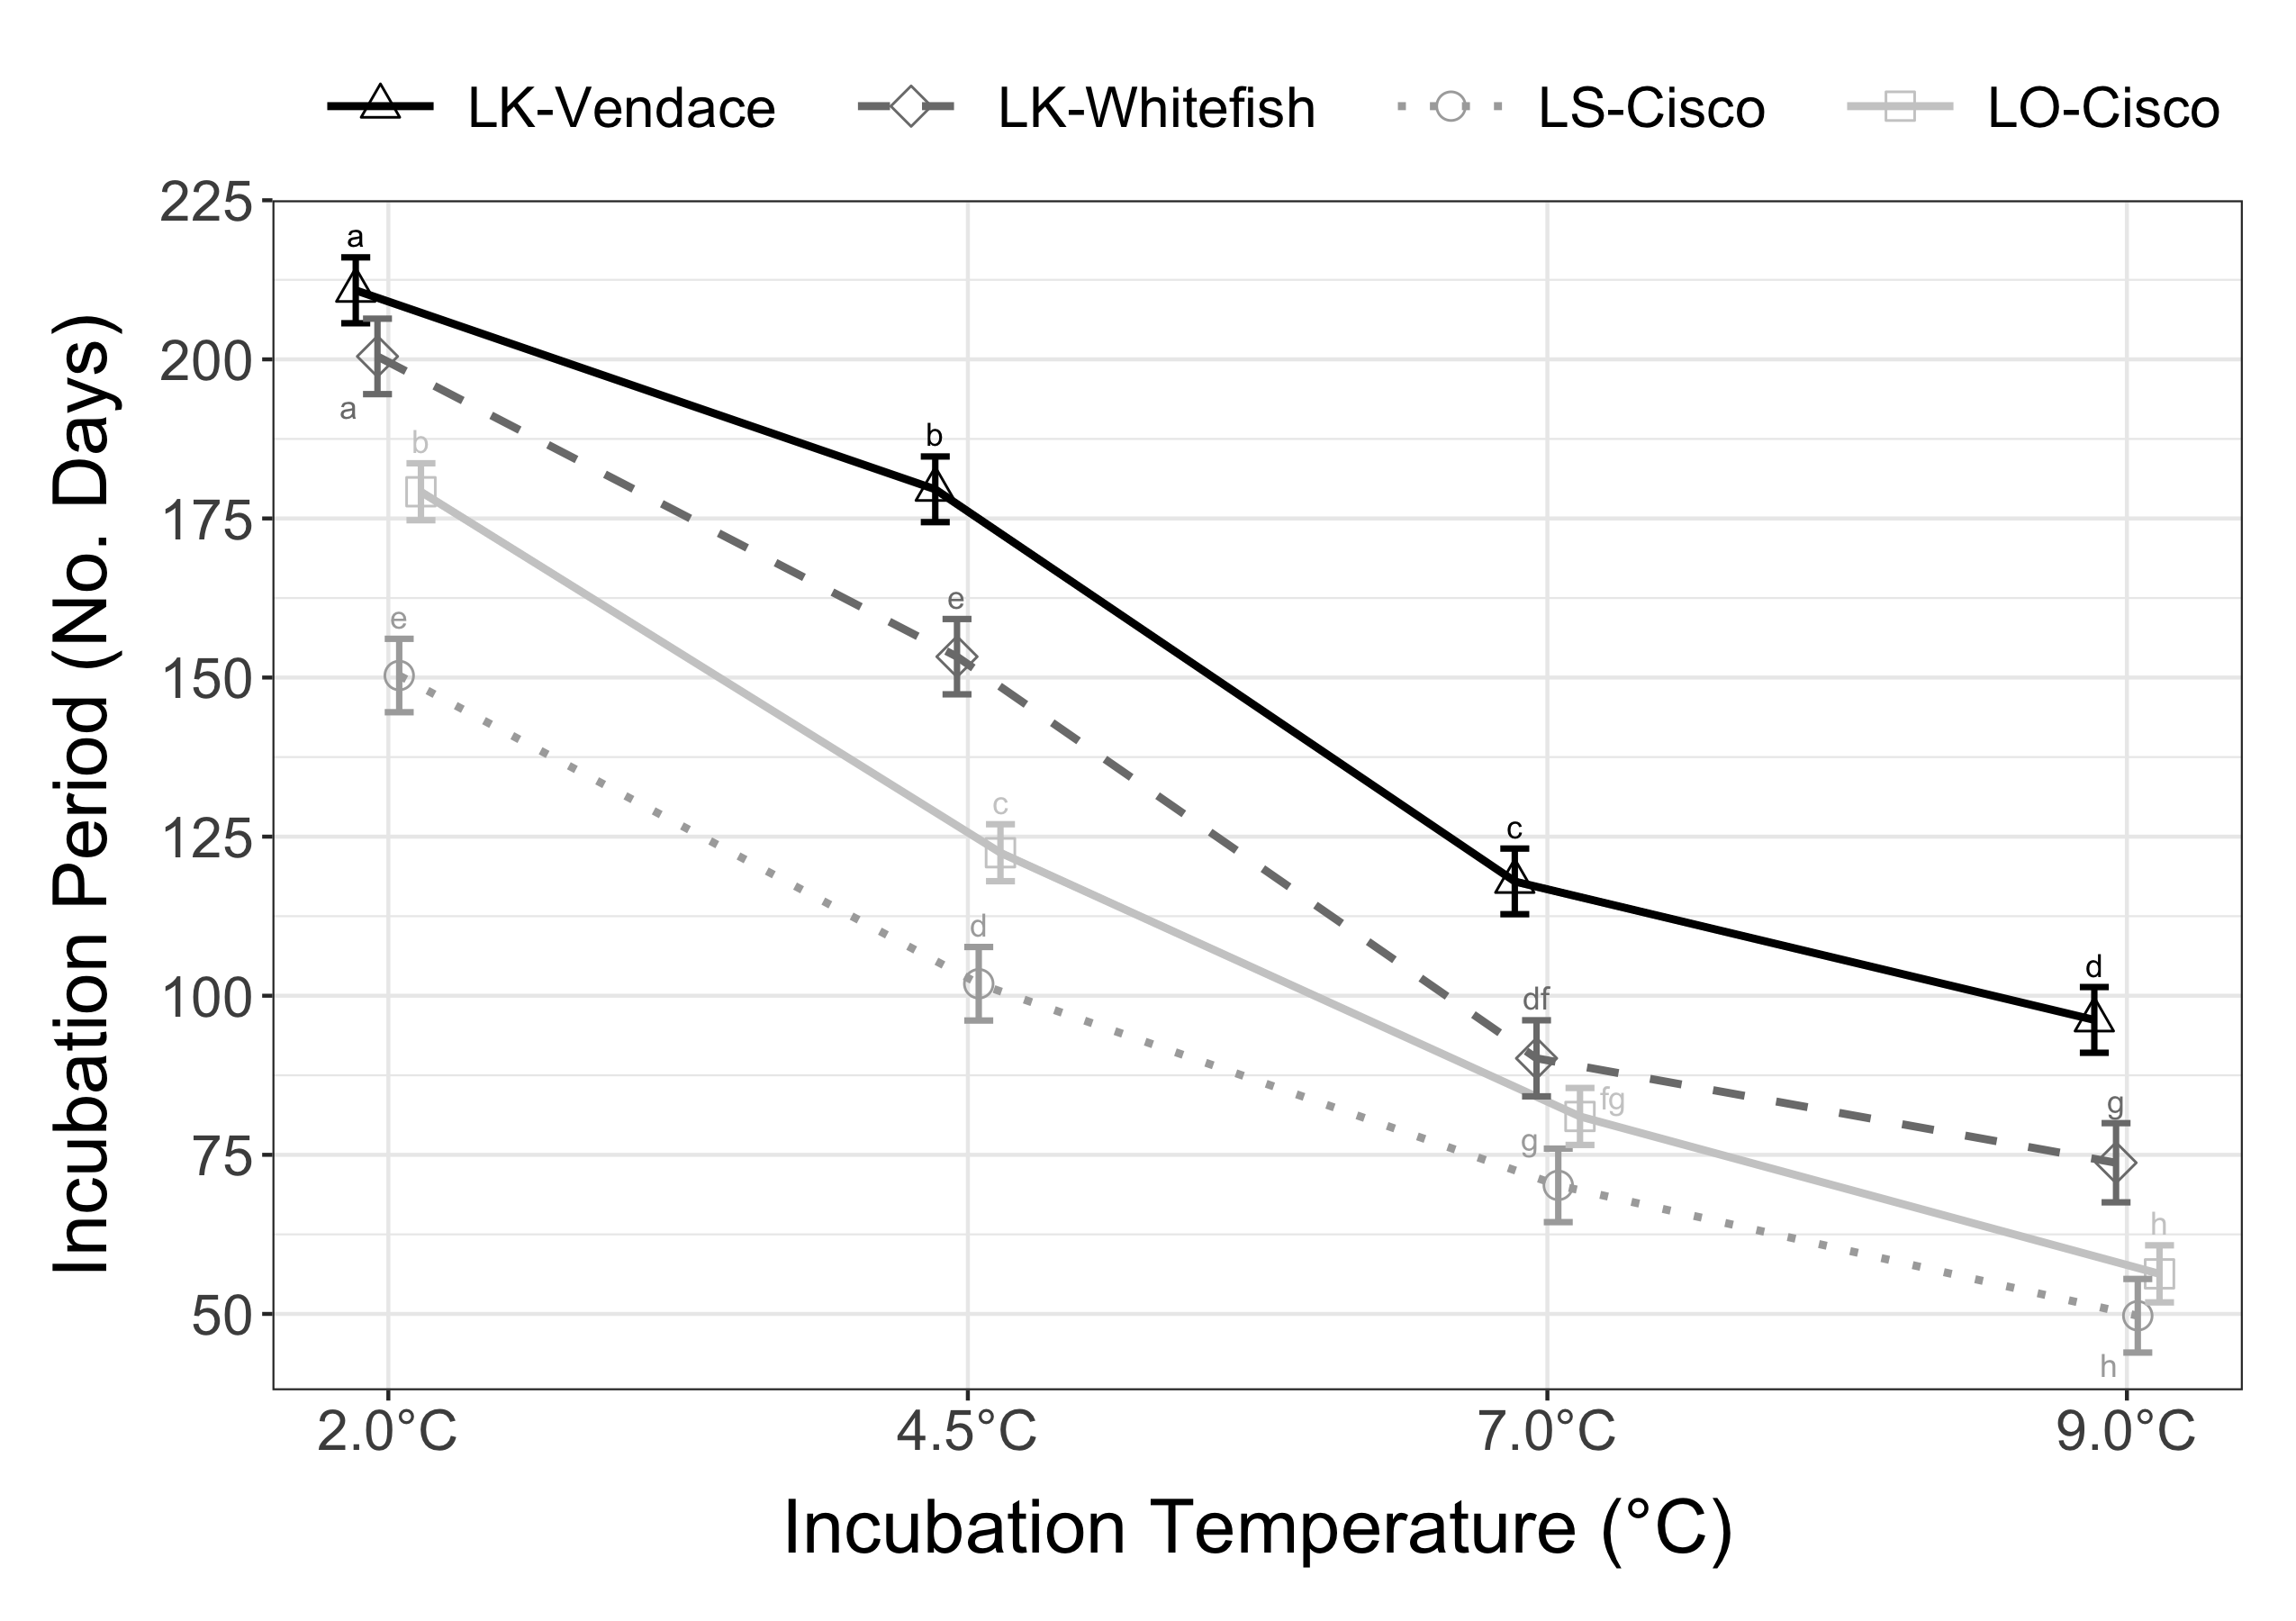 LK-Vendace LK-Whitefish LS-Cisco LO-Cisco
Incubation Period (No. Days)
225
200
175
150
125
100
75
50
a
a
b
e
b
e
c
d
c
df
fg
g
d
g
h
h
2.0°C 4.5°C 7.0°C 9.0°C
Incubation Temperature (°C)